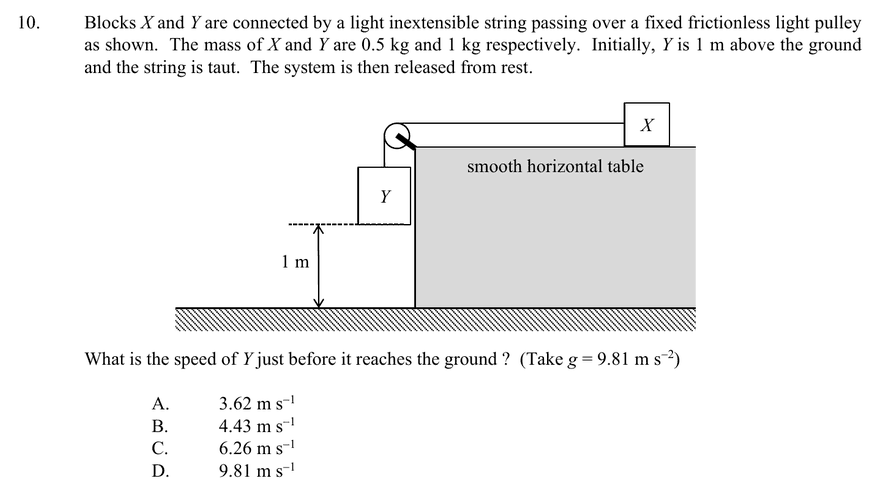 10. Blocks X and Y are connected by a light inextensible string passing over a fixed frictionless light pulley
as shown. The mass of X and Y are 0.5 kg and 1 kg respectively. Initially, Y is 1 m above the ground
and the string is taut. The system is then released from rest.
X
smooth horizontal table
Y
1 m
What is the speed of Y just before it reaches the ground ? (Take g = 9.81 m s⁻²)
A. 3.62 m s⁻¹
B. 4.43 m s⁻¹
C. 6.26 m s⁻¹
D. 9.81 m s⁻¹